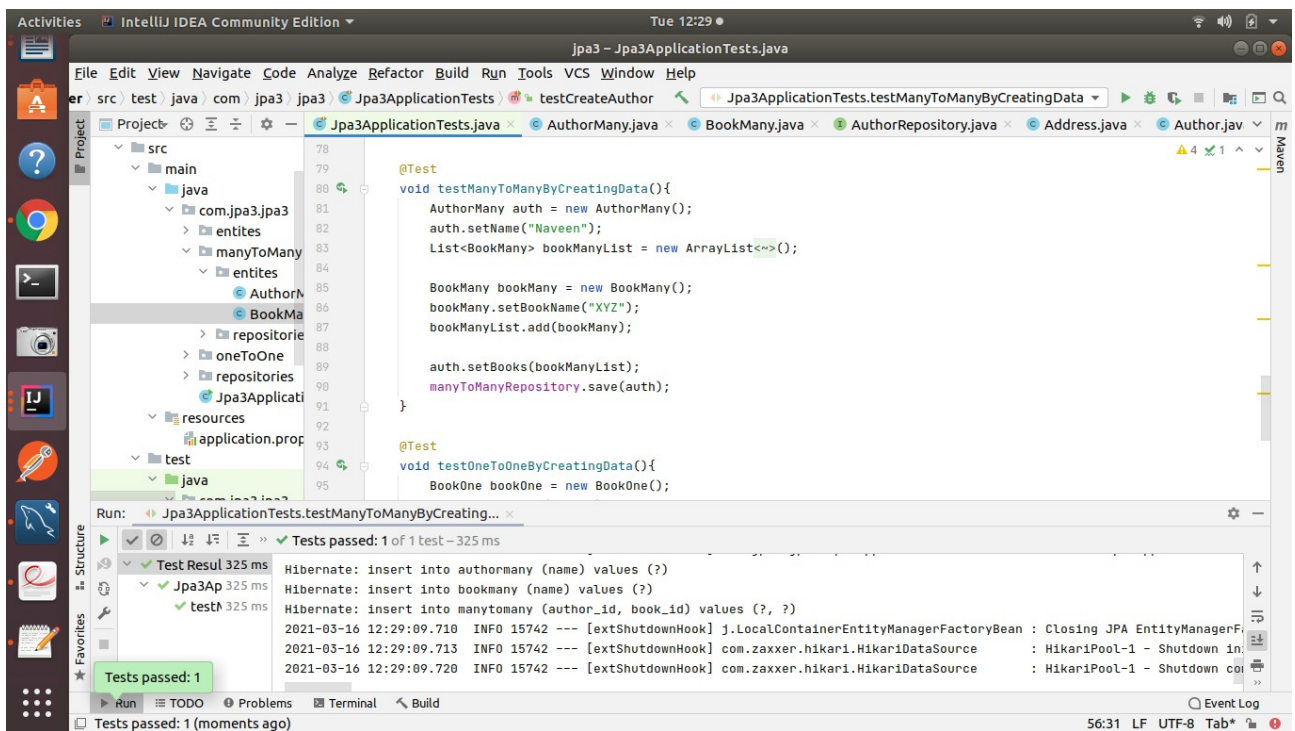 Activities IntelliJ IDEA Community Edition Tue 12:29
jpa3 – Jpa3ApplicationTests.java
File Edit View Navigate Code Analyze Refactor Build Run Tools VCS Window Help
er src test java com jpa3 jpa3 Jpa3ApplicationTests testCreateAuthor Jpa3ApplicationTests.testManyToManyByCreatingData
Project Jpa3ApplicationTests.java AuthorMany.java BookMany.java AuthorRepository.java Address.java Author.jav
Project
m Maven
src
main
java
com.jpa3.jpa3
entites
manyToMany
entites
AuthorM
BookMa
repositorie
oneToOne
repositories
Jpa3Applicati
resources
application.prop
test
java
com.jpa3.jpa3
4 1
78
79 @Test
80 void testManyToManyByCreatingData(){
81 AuthorMany auth = new AuthorMany();
82 auth.setName("Naveen");
83 List<BookMany> bookManyList = new ArrayList<~>();
84
85 BookMany bookMany = new BookMany();
86 bookMany.setBookName("XYZ");
87 bookManyList.add(bookMany);
88
89 auth.setBooks(bookManyList);
90 manyToManyRepository.save(auth);
91 }
92
93 @Test
94 void testOneToOneByCreatingData(){
95 BookOne bookOne = new BookOne();
Run: Jpa3ApplicationTests.testManyToManyByCreating...
Structure
Favorites
Tests passed: 1 of 1 test – 325 ms
Test Resul 325 ms
Jpa3Ap 325 ms
test 325 ms
Hibernate: insert into authormany (name) values (?)
Hibernate: insert into bookmany (name) values (?)
Hibernate: insert into manytomany (author_id, book_id) values (?, ?)
2021-03-16 12:29:09.710 INFO 15742 --- [extShutdownHook] j.LocalContainerEntityManagerFactoryBean : Closing JPA EntityManagerF
2021-03-16 12:29:09.713 INFO 15742 --- [extShutdownHook] com.zaxxer.hikari.HikariDataSource : HikariPool-1 - Shutdown in
2021-03-16 12:29:09.720 INFO 15742 --- [extShutdownHook] com.zaxxer.hikari.HikariDataSource : HikariPool-1 - Shutdown co
Tests passed: 1
Run TODO Problems Terminal Build Event Log
Tests passed: 1 (moments ago) 56:31 LF UTF-8 Tab*